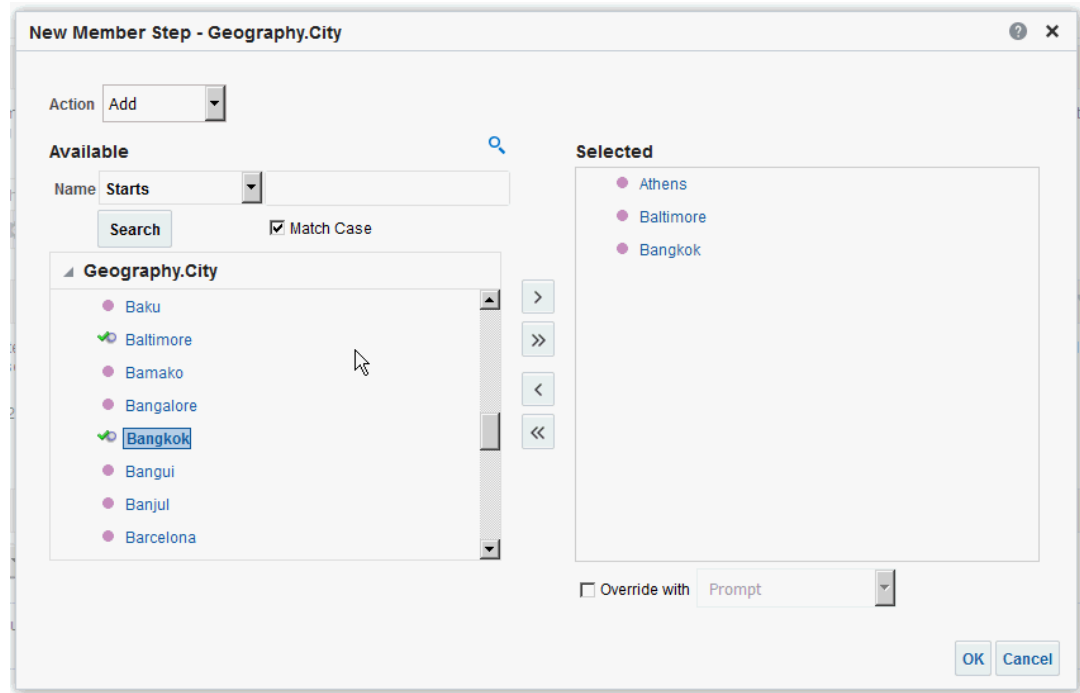 New Member Step - Geography.City
Action Add
Available
Name Starts
Search Match Case
Geography.City
Baku
Baltimore
Bamako
Bangalore
Bangkok
Bangui
Banjul
Barcelona
Selected
Athens
Baltimore
Bangkok
Override with Prompt
OK Cancel